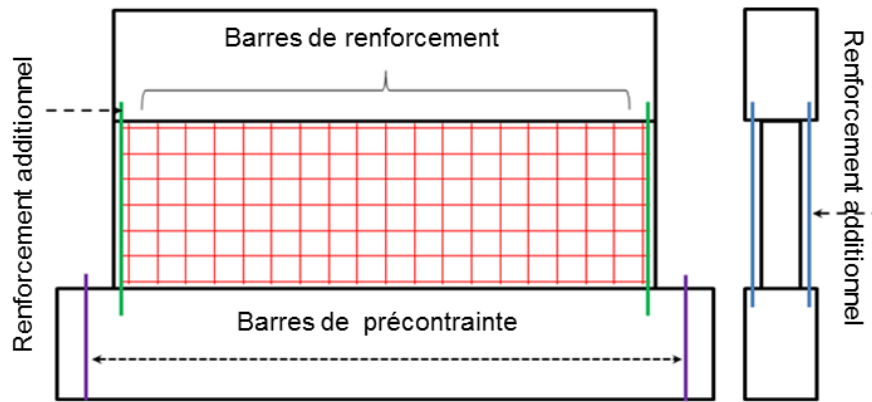 Barres de renforcement
Renforcement additionnel
Barres de précontrainte
Renforcement additionnel